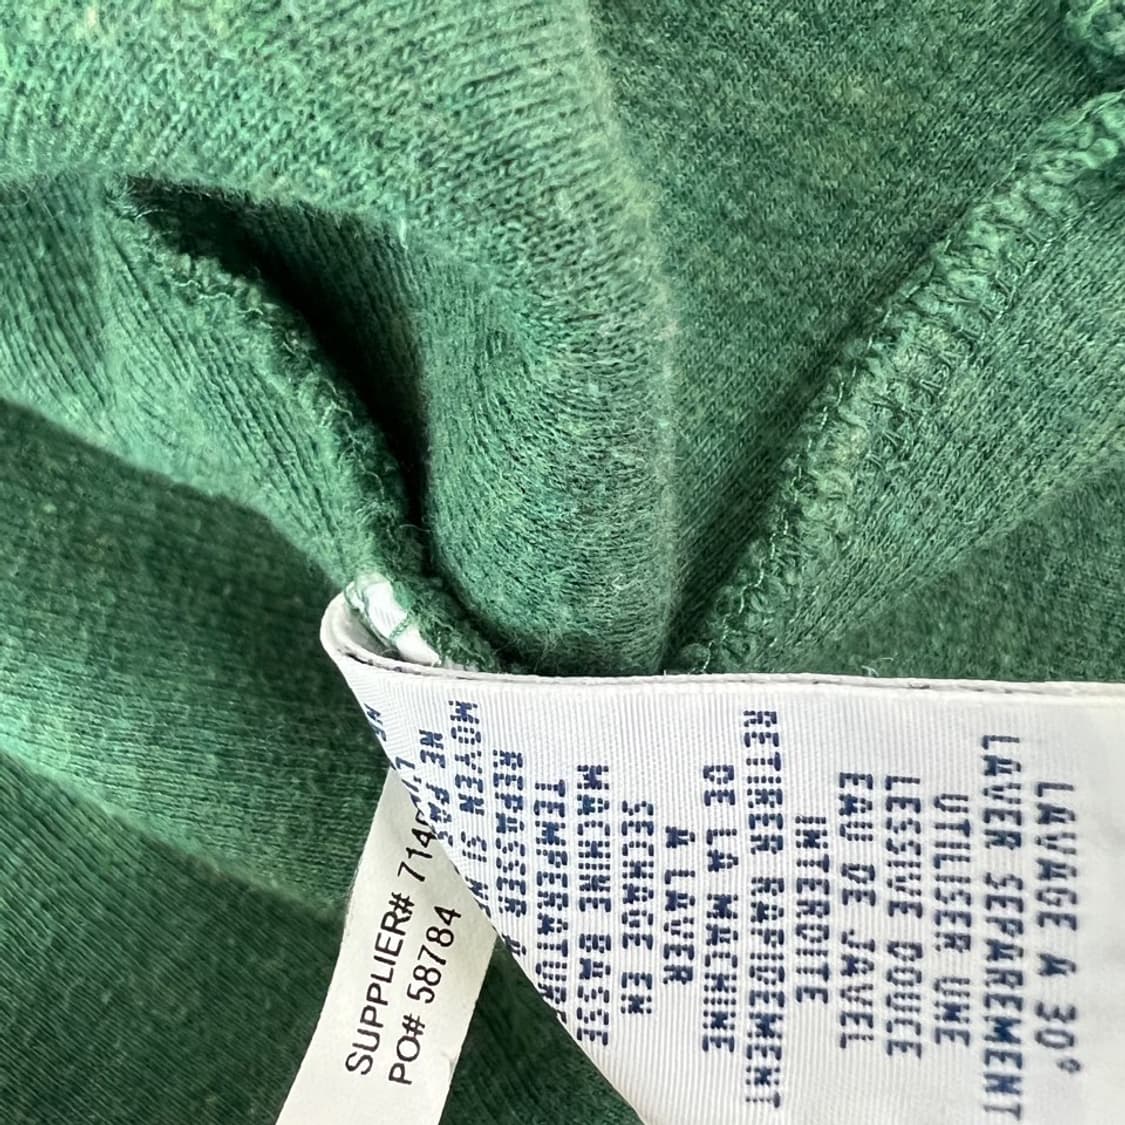 LAVAGE A 30°
LAVER SEPAREMENT
UTILISER UNE
LESSIVE DOUCE
EAU DE JAVEL
INTERDITE
RETIRER RAPIDEMENT
DE LA MACHINE
A LAVER
SECHAGE EN
MACHINE BASSE
TEMPERATURE
REPASSER A
MOYEN SI NE
NE PAS
SUPPLIER# 714
PO# 58784